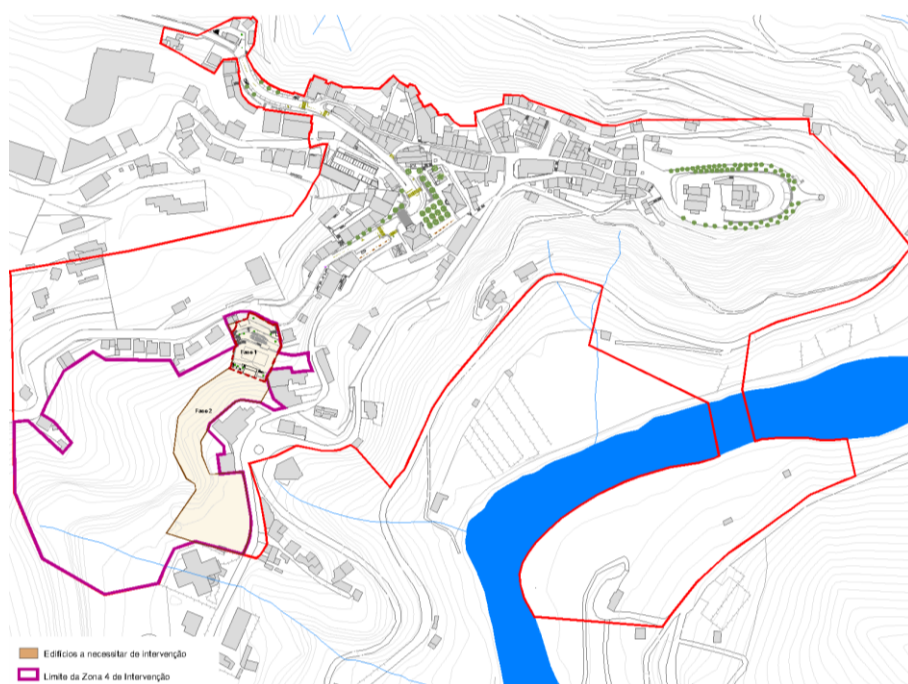 Fase 1
Fase 2
Edifícios a necessitar de intervenção
Limite da Zona 4 de Intervenção